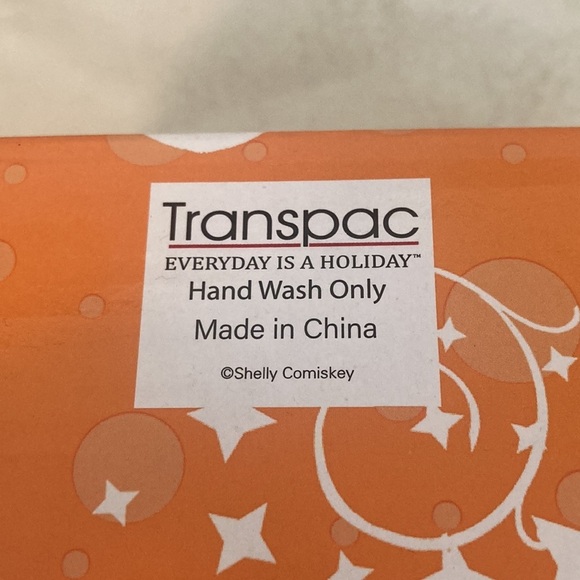 Transpac
EVERYDAY IS A HOLIDAY™
Hand Wash Only
Made in China
©Shelly Comiskey